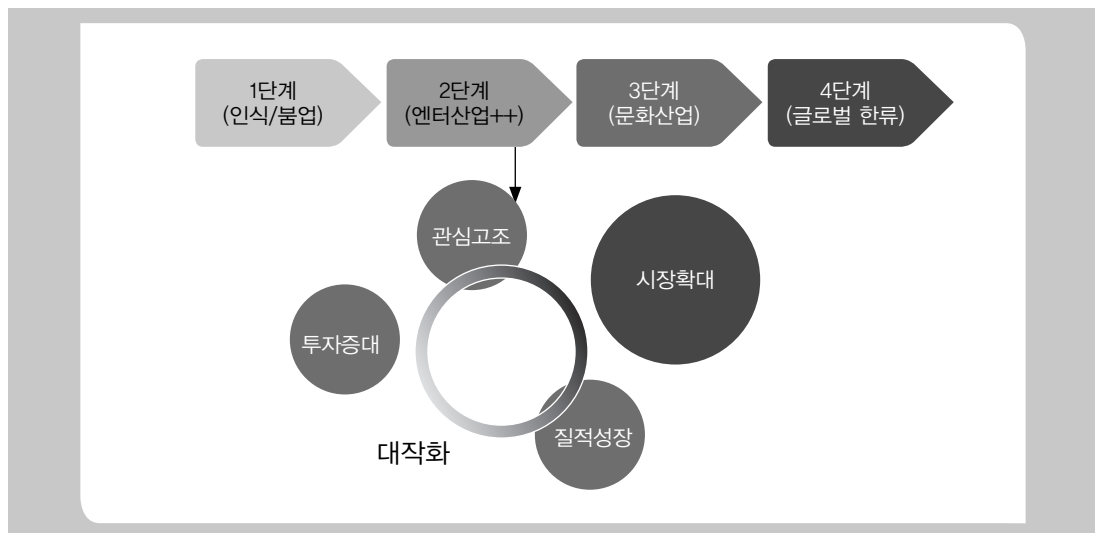 1단계
(인식/붐업)
2단계
(엔터산업++)
3단계
(문화산업)
4단계
(글로벌 한류)
관심고조
시장확대
투자증대
질적성장
대작화